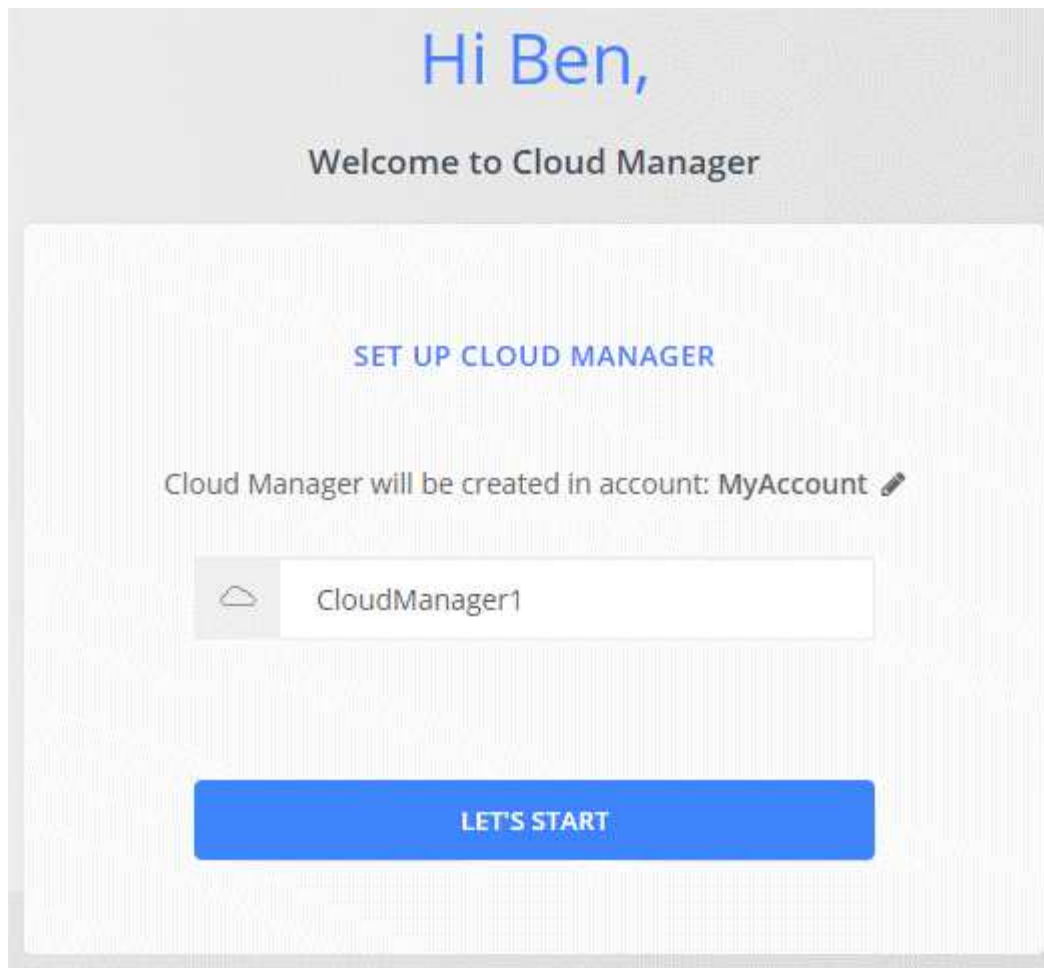 Hi Ben,
Welcome to Cloud Manager
SET UP CLOUD MANAGER
Cloud Manager will be created in account: MyAccount
CloudManager1
LET'S START